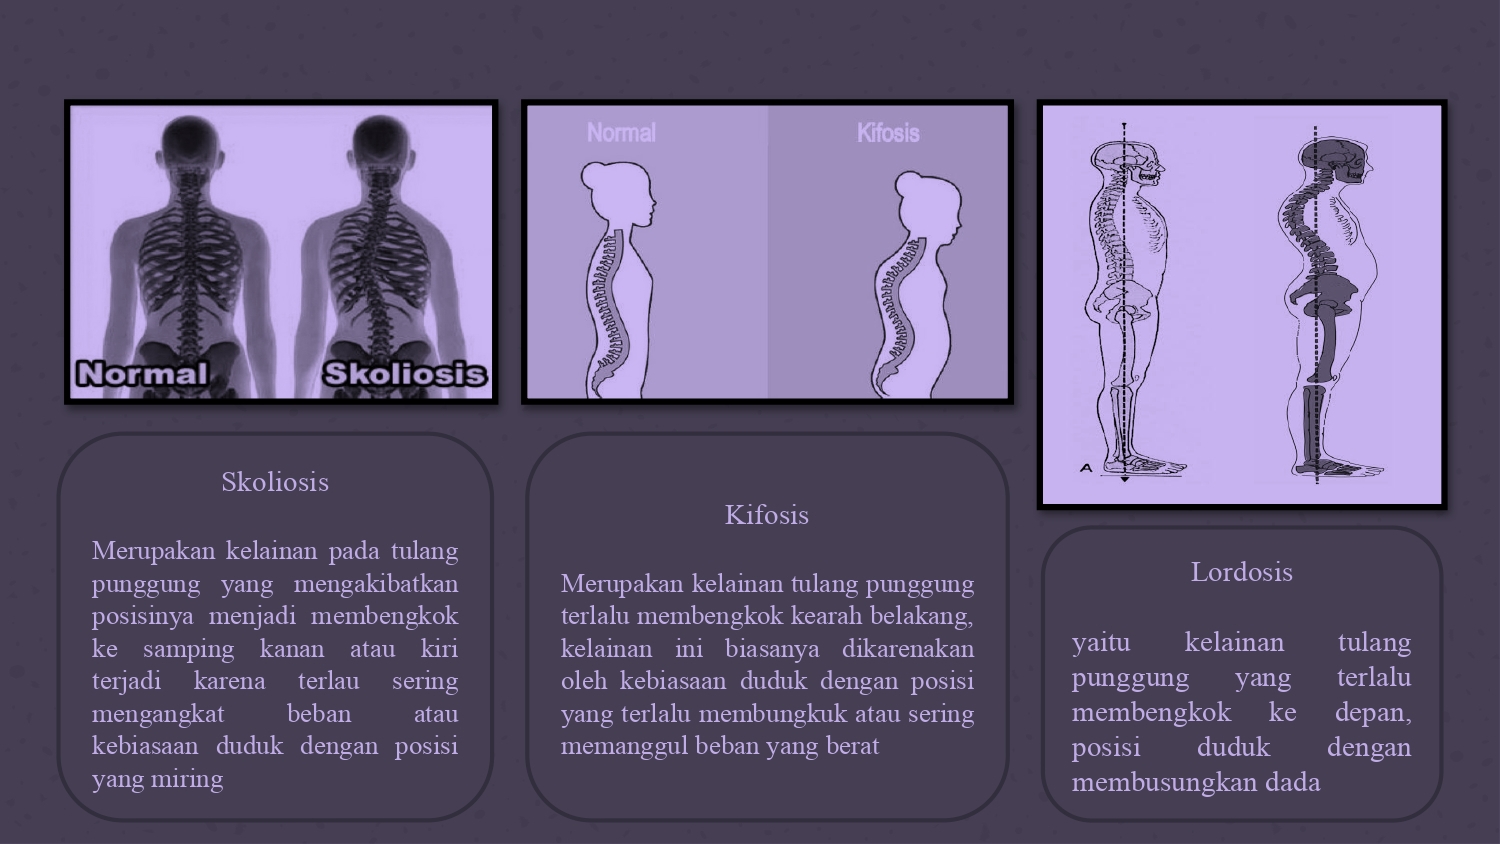 Normal
Skoliosis
Normal
Kifosis
A
Skoliosis
Merupakan kelainan pada tulang
punggung yang mengakibatkan
posisinya menjadi membengkok
ke samping kanan atau kiri
terjadi karena terlau sering
mengangkat beban atau
kebiasaan duduk dengan posisi
yang miring
Kifosis
Merupakan kelainan tulang punggung
terlalu membengkok kearah belakang,
kelainan ini biasanya dikarenakan
oleh kebiasaan duduk dengan posisi
yang terlalu membungkuk atau sering
memanggul beban yang berat
Lordosis
yaitu kelainan tulang
punggung yang terlalu
membengkok ke depan,
posisi duduk dengan
membusungkan dada